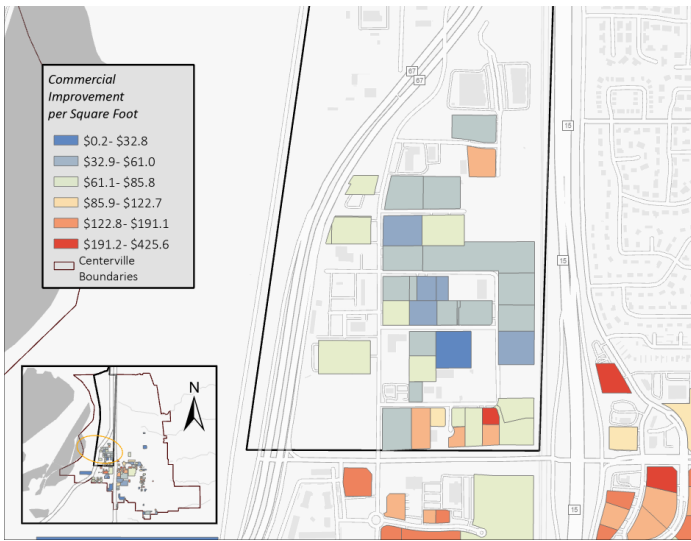 Commercial
Improvement
per Square Foot
$0.2- $32.8
$32.9- $61.0
$61.1- $85.8
$85.9- $122.7
$122.8- $191.1
$191.2- $425.6
Centerville
Boundaries
67
67
15
15
15
N